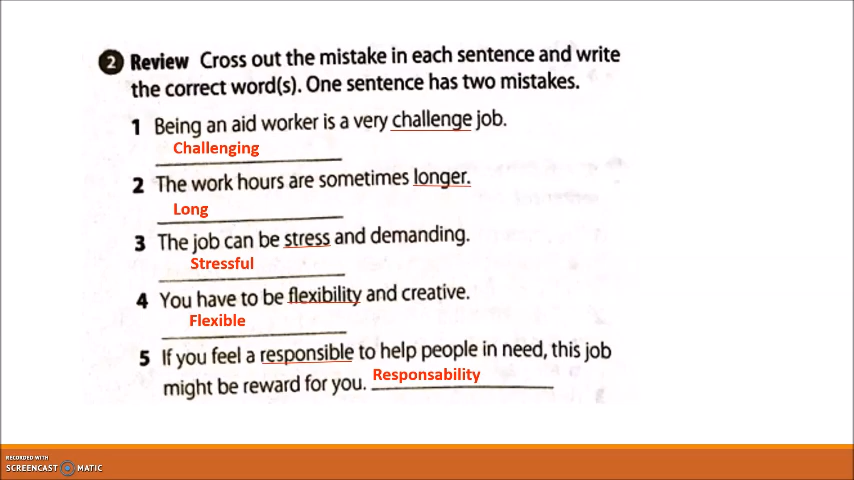 2 Review Cross out the mistake in each sentence and write
the correct word(s). One sentence has two mistakes.
1 Being an aid worker is a very challenge job.
Challenging
2 The work hours are sometimes longer.
Long
3 The job can be stress and demanding.
Stressful
4 You have to be flexibility and creative.
Flexible
5 If you feel a responsible to help people in need, this job
might be reward for you. Responsability
RECORDED WITH
SCREENCAST MATIC